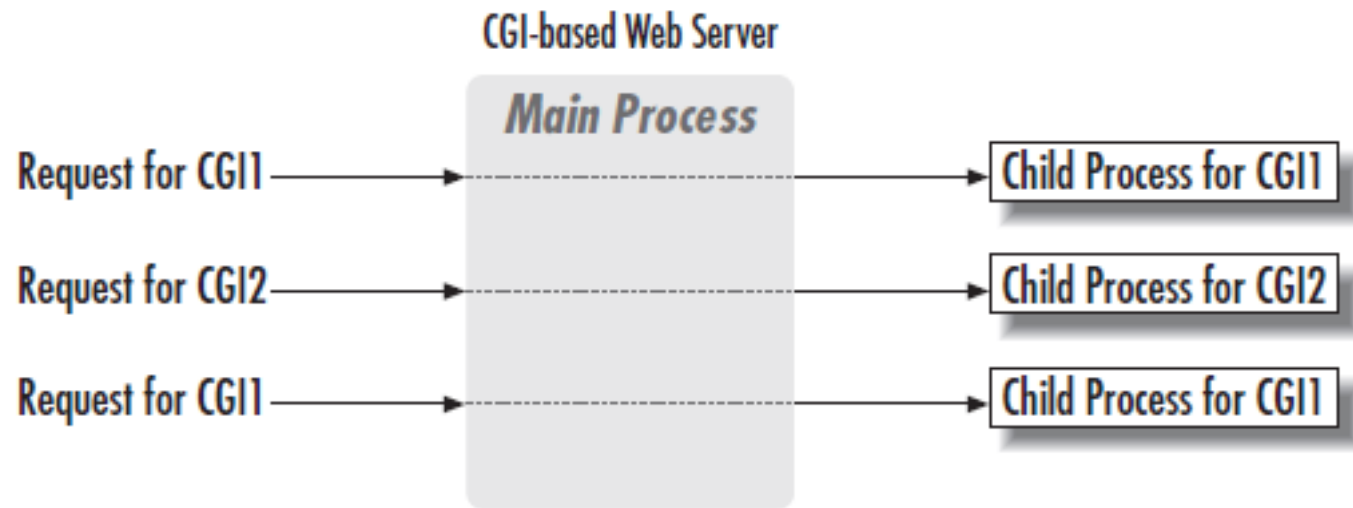 CGI-based Web Server
Main Process
Request for CGI1
Child Process for CGI1
Request for CGI2
Child Process for CGI2
Request for CGI1
Child Process for CGI1